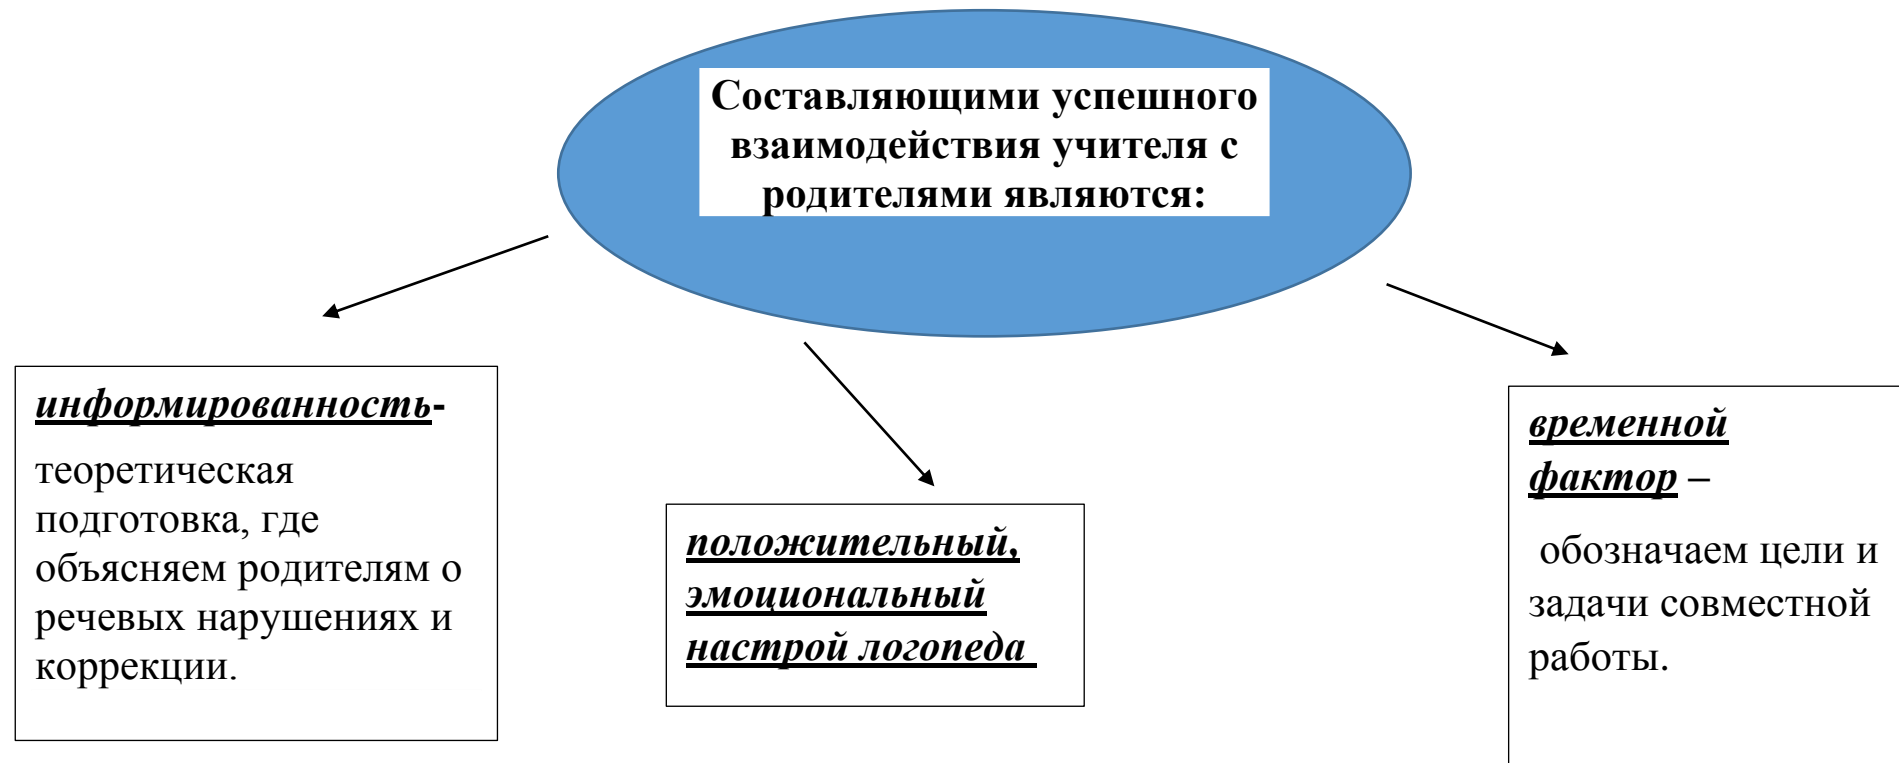 Составляющими успешного
взаимодействия учителя с
родителями являются:
информированность-
теоретическая
подготовка, где
объясняем родителям о
речевых нарушениях и
коррекции.
положительный,
эмоциональный
настрой логопеда
временной
фактор –
обозначаем цели и
задачи совместной
работы.